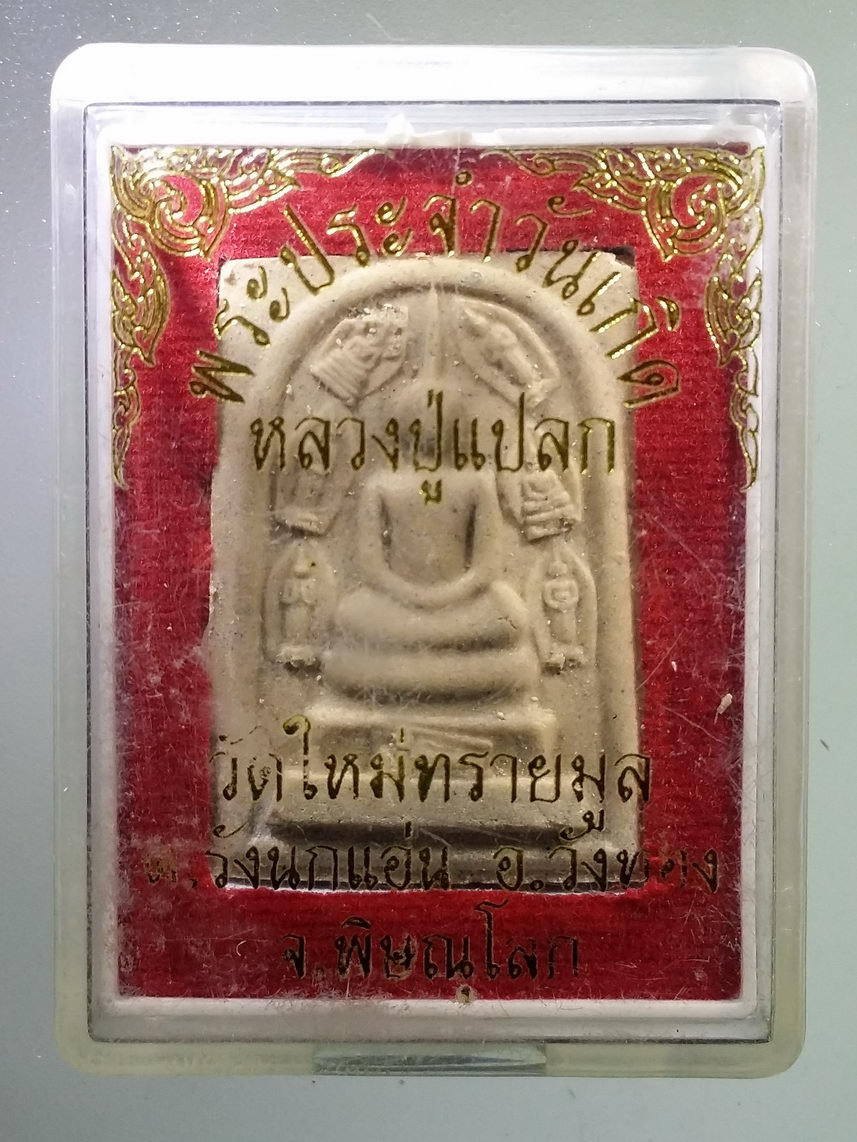 พระประจำวันเกิด
หลวงปู่แปลก
วัดใหม่ทรายมูล
ต.วังนกแอ่น อ.วังทอง
จ.พิษณุโลก